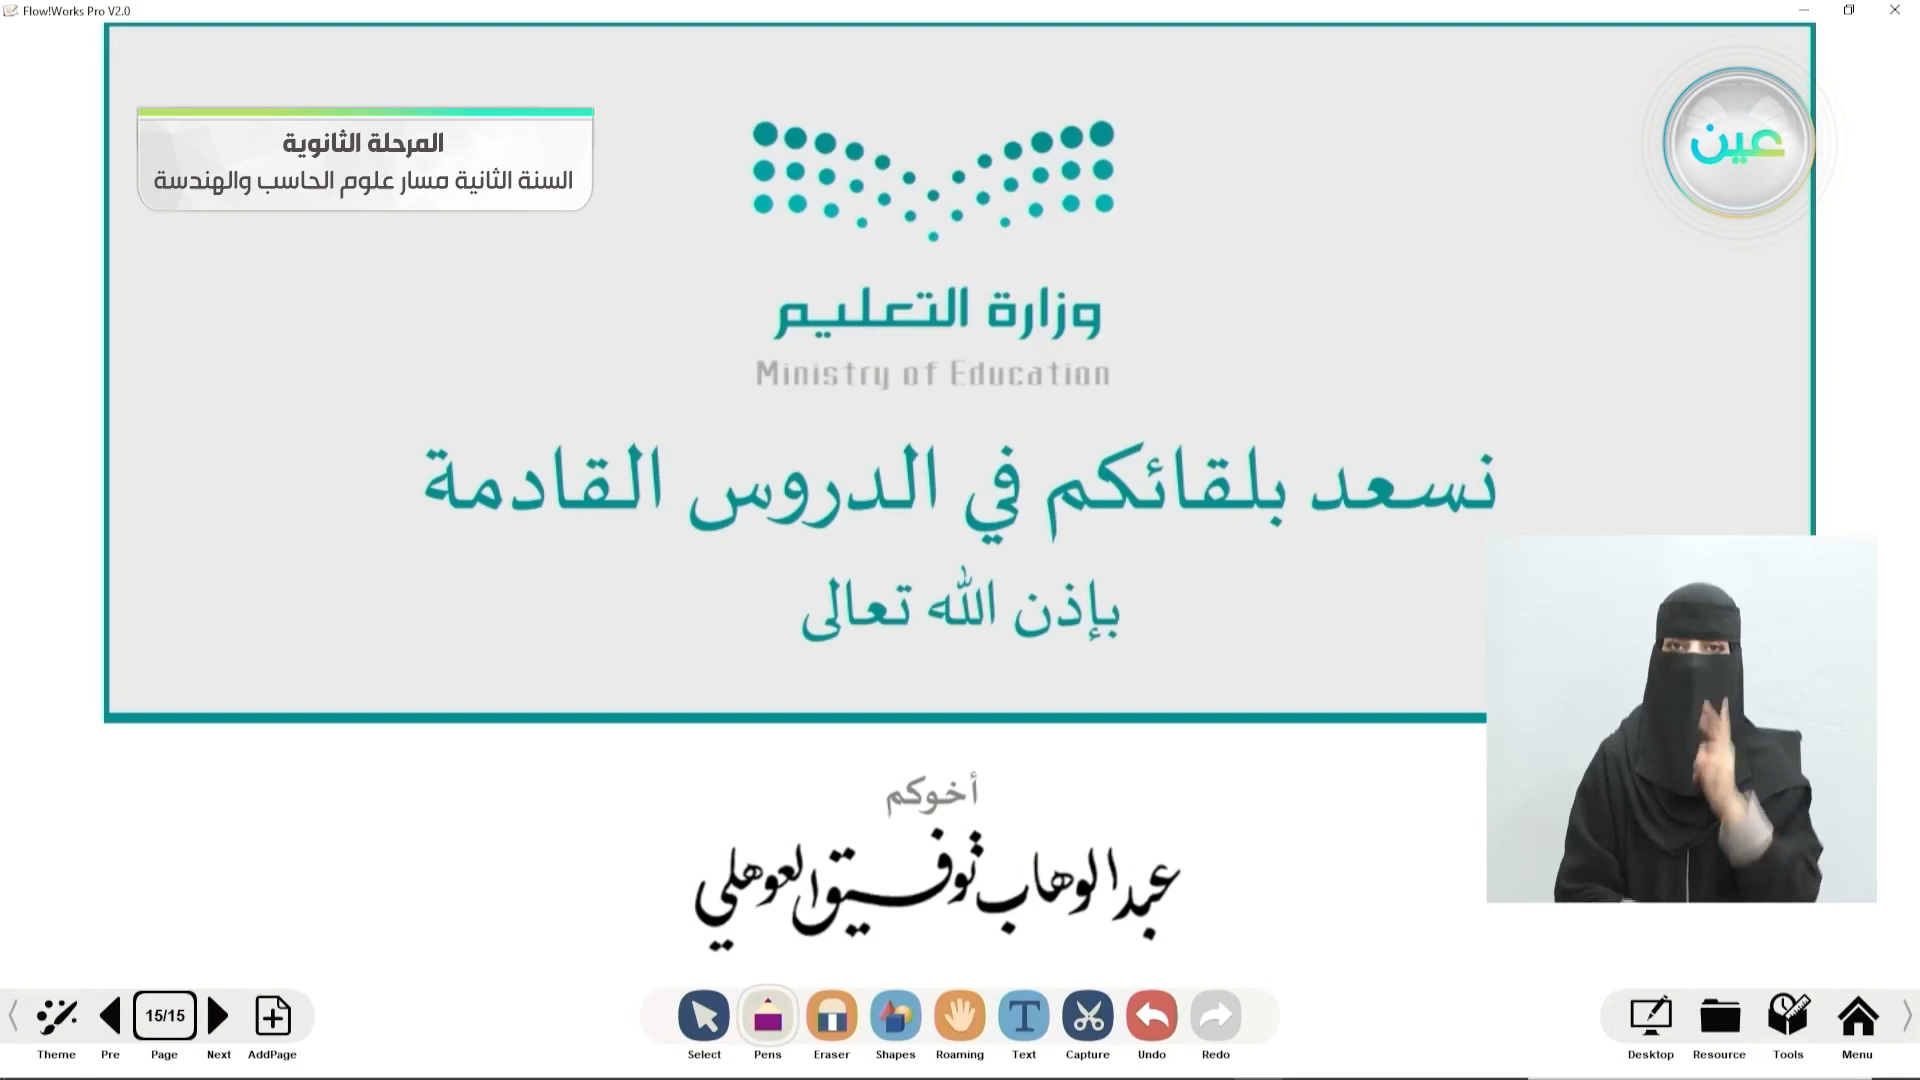 Flow!Works Pro V2.0
المرحلة الثانوية
السنة الثانية مسار علوم الحاسب والهندسة
عين
وزارة التعليم
Ministry of Education
نسعد بلقائكم في الدروس القادمة
بإذن الله تعالى
أخوكم
عبدالوهاب توفيق العوهلي
15/15
Theme Pre Page Next AddPage
Select Pens Eraser Shapes Roaming Text Capture Undo Redo
Desktop Resource Tools Menu